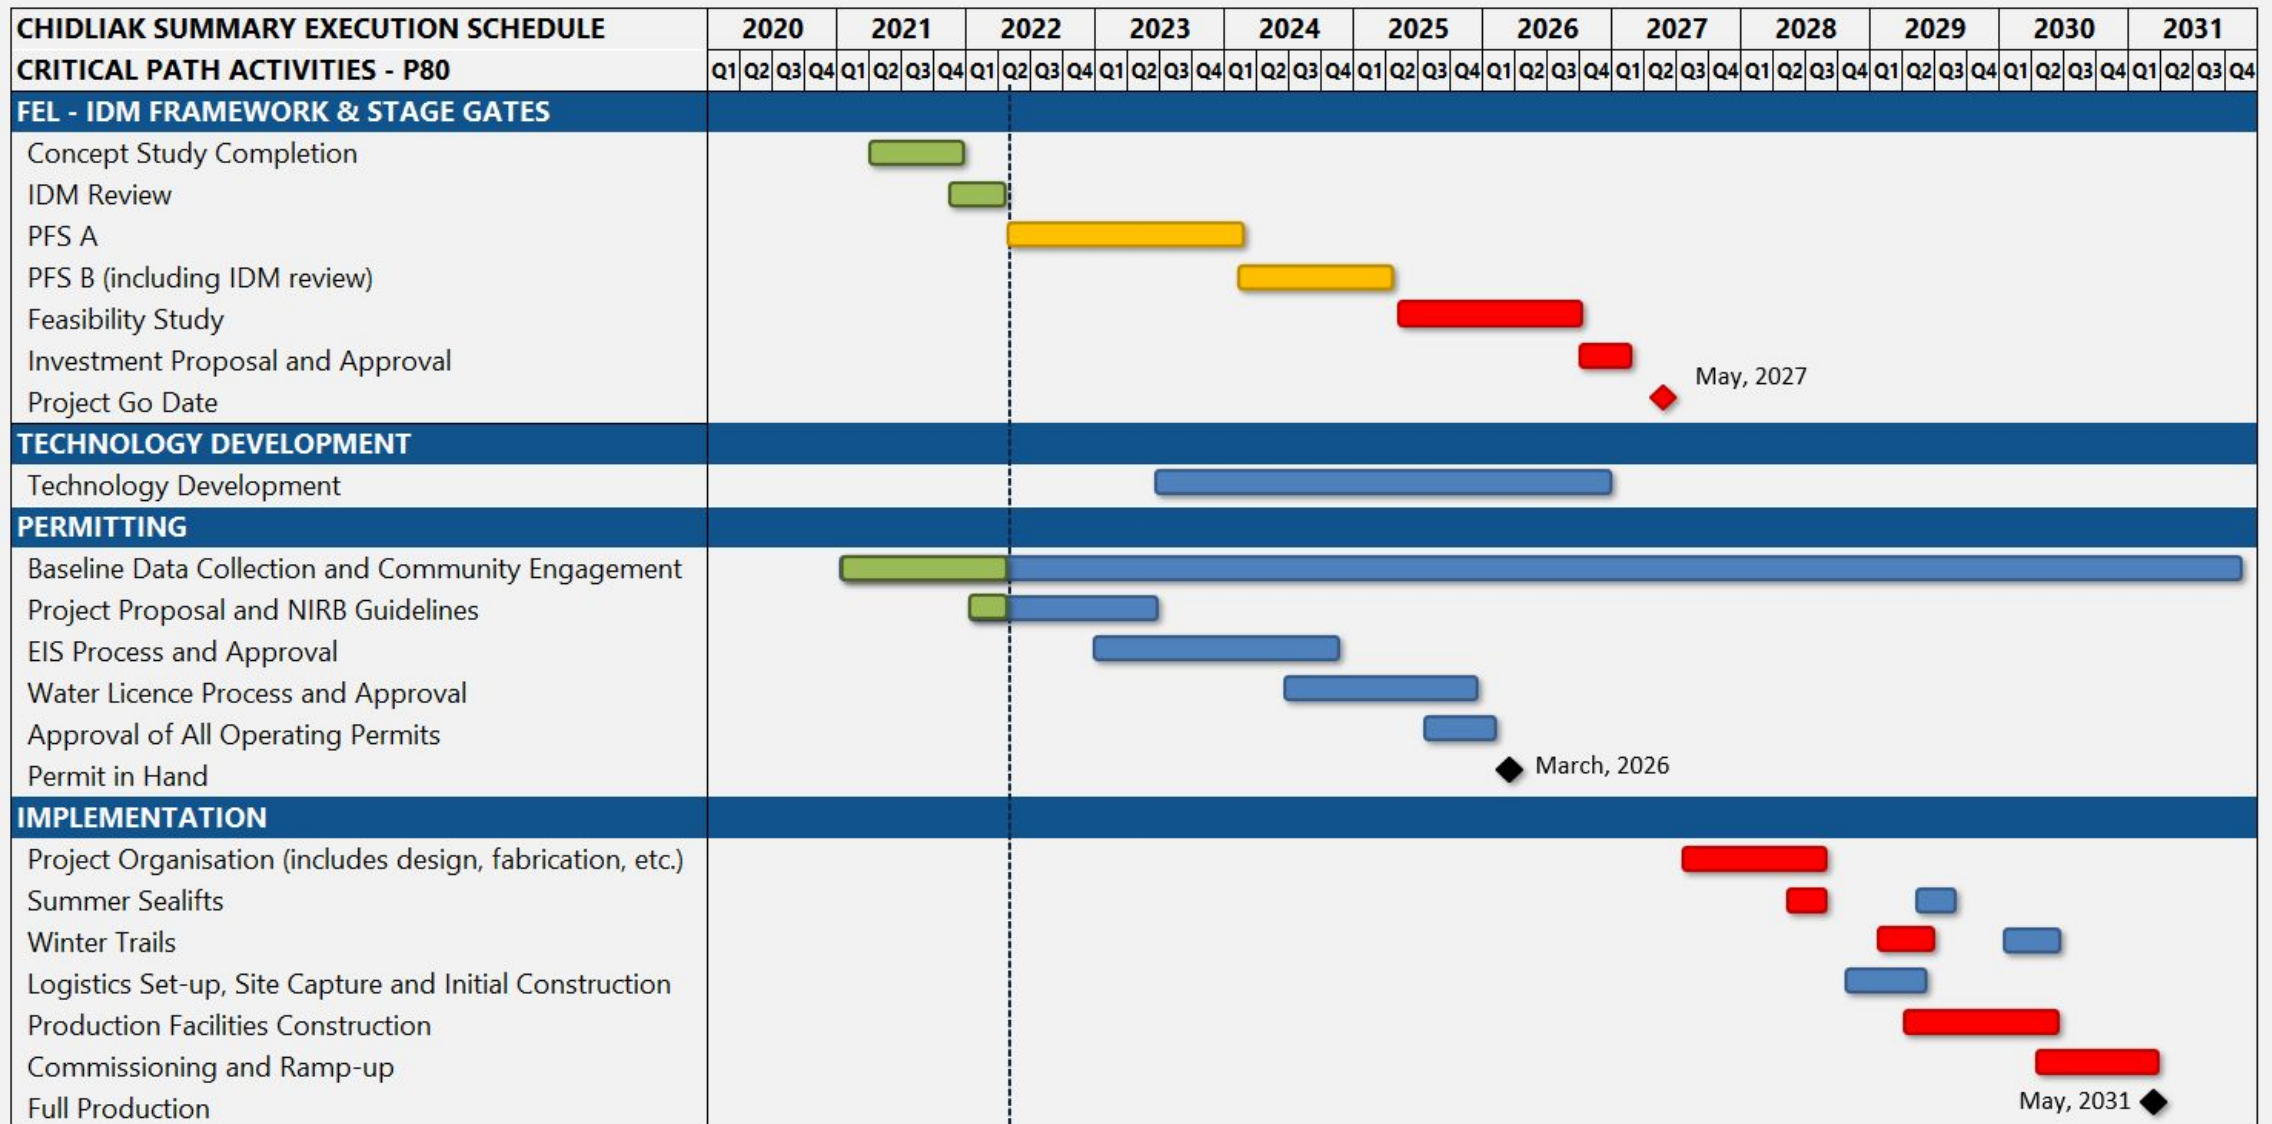 CHIDLIAK SUMMARY EXECUTION SCHEDULE 2020 2021 2022 2023 2024 2025 2026 2027 2028 2029 2030 2031
CRITICAL PATH ACTIVITIES - P80 Q1 Q2 Q3 Q4 Q1 Q2 Q3 Q4 Q1 Q2 Q3 Q4 Q1 Q2 Q3 Q4 Q1 Q2 Q3 Q4 Q1 Q2 Q3 Q4 Q1 Q2 Q3 Q4 Q1 Q2 Q3 Q4 Q1 Q2 Q3 Q4 Q1 Q2 Q3 Q4 Q1 Q2 Q3 Q4 Q1 Q2 Q3 Q4
FEL - IDM FRAMEWORK & STAGE GATES
Concept Study Completion
IDM Review
PFS A
PFS B (including IDM review)
Feasibility Study
Investment Proposal and Approval
May, 2027
Project Go Date
TECHNOLOGY DEVELOPMENT
Technology Development
PERMITTING
Baseline Data Collection and Community Engagement
Project Proposal and NIRB Guidelines
EIS Process and Approval
Water Licence Process and Approval
Approval of All Operating Permits
Permit in Hand March, 2026
IMPLEMENTATION
Project Organisation (includes design, fabrication, etc.)
Summer Sealifts
Winter Trails
Logistics Set-up, Site Capture and Initial Construction
Production Facilities Construction
Commissioning and Ramp-up
Full Production May, 2031